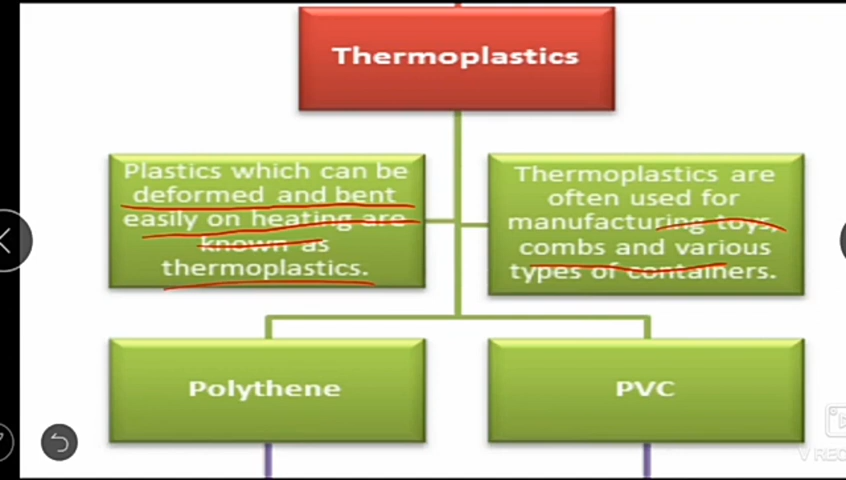 Thermoplastics
Plastics which can be
deformed and bent
easily on heating are
known as
thermoplastics.
Thermoplastics are
often used for
manufacturing toys,
combs and various
types of containers.
Polythene
PVC